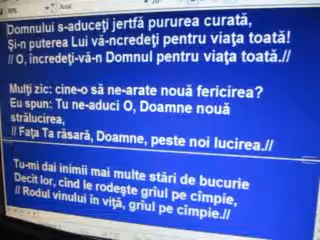 Arial
Domnului s-aduceţi jertfă pururea curată,
Şi-n puterea Lui vă-ncredeţi pentru viaţa toată!
// O, încredeţi-vă-n Domnul pentru viaţa toată.//
Mulţi zic: cine-o să ne-arate nouă fericirea?
Eu spun: Tu ne-aduci O, Doamne nouă
strălucirea,
// Faţa Ta răsară, Doamne, peste noi lucirea.//
Tu-mi dai inimii mai multe stări de bucurie
Decît lor, cînd le rodeşte grîul pe cîmpie,
// Rodul vinului în viţă, grîul pe cîmpie.//